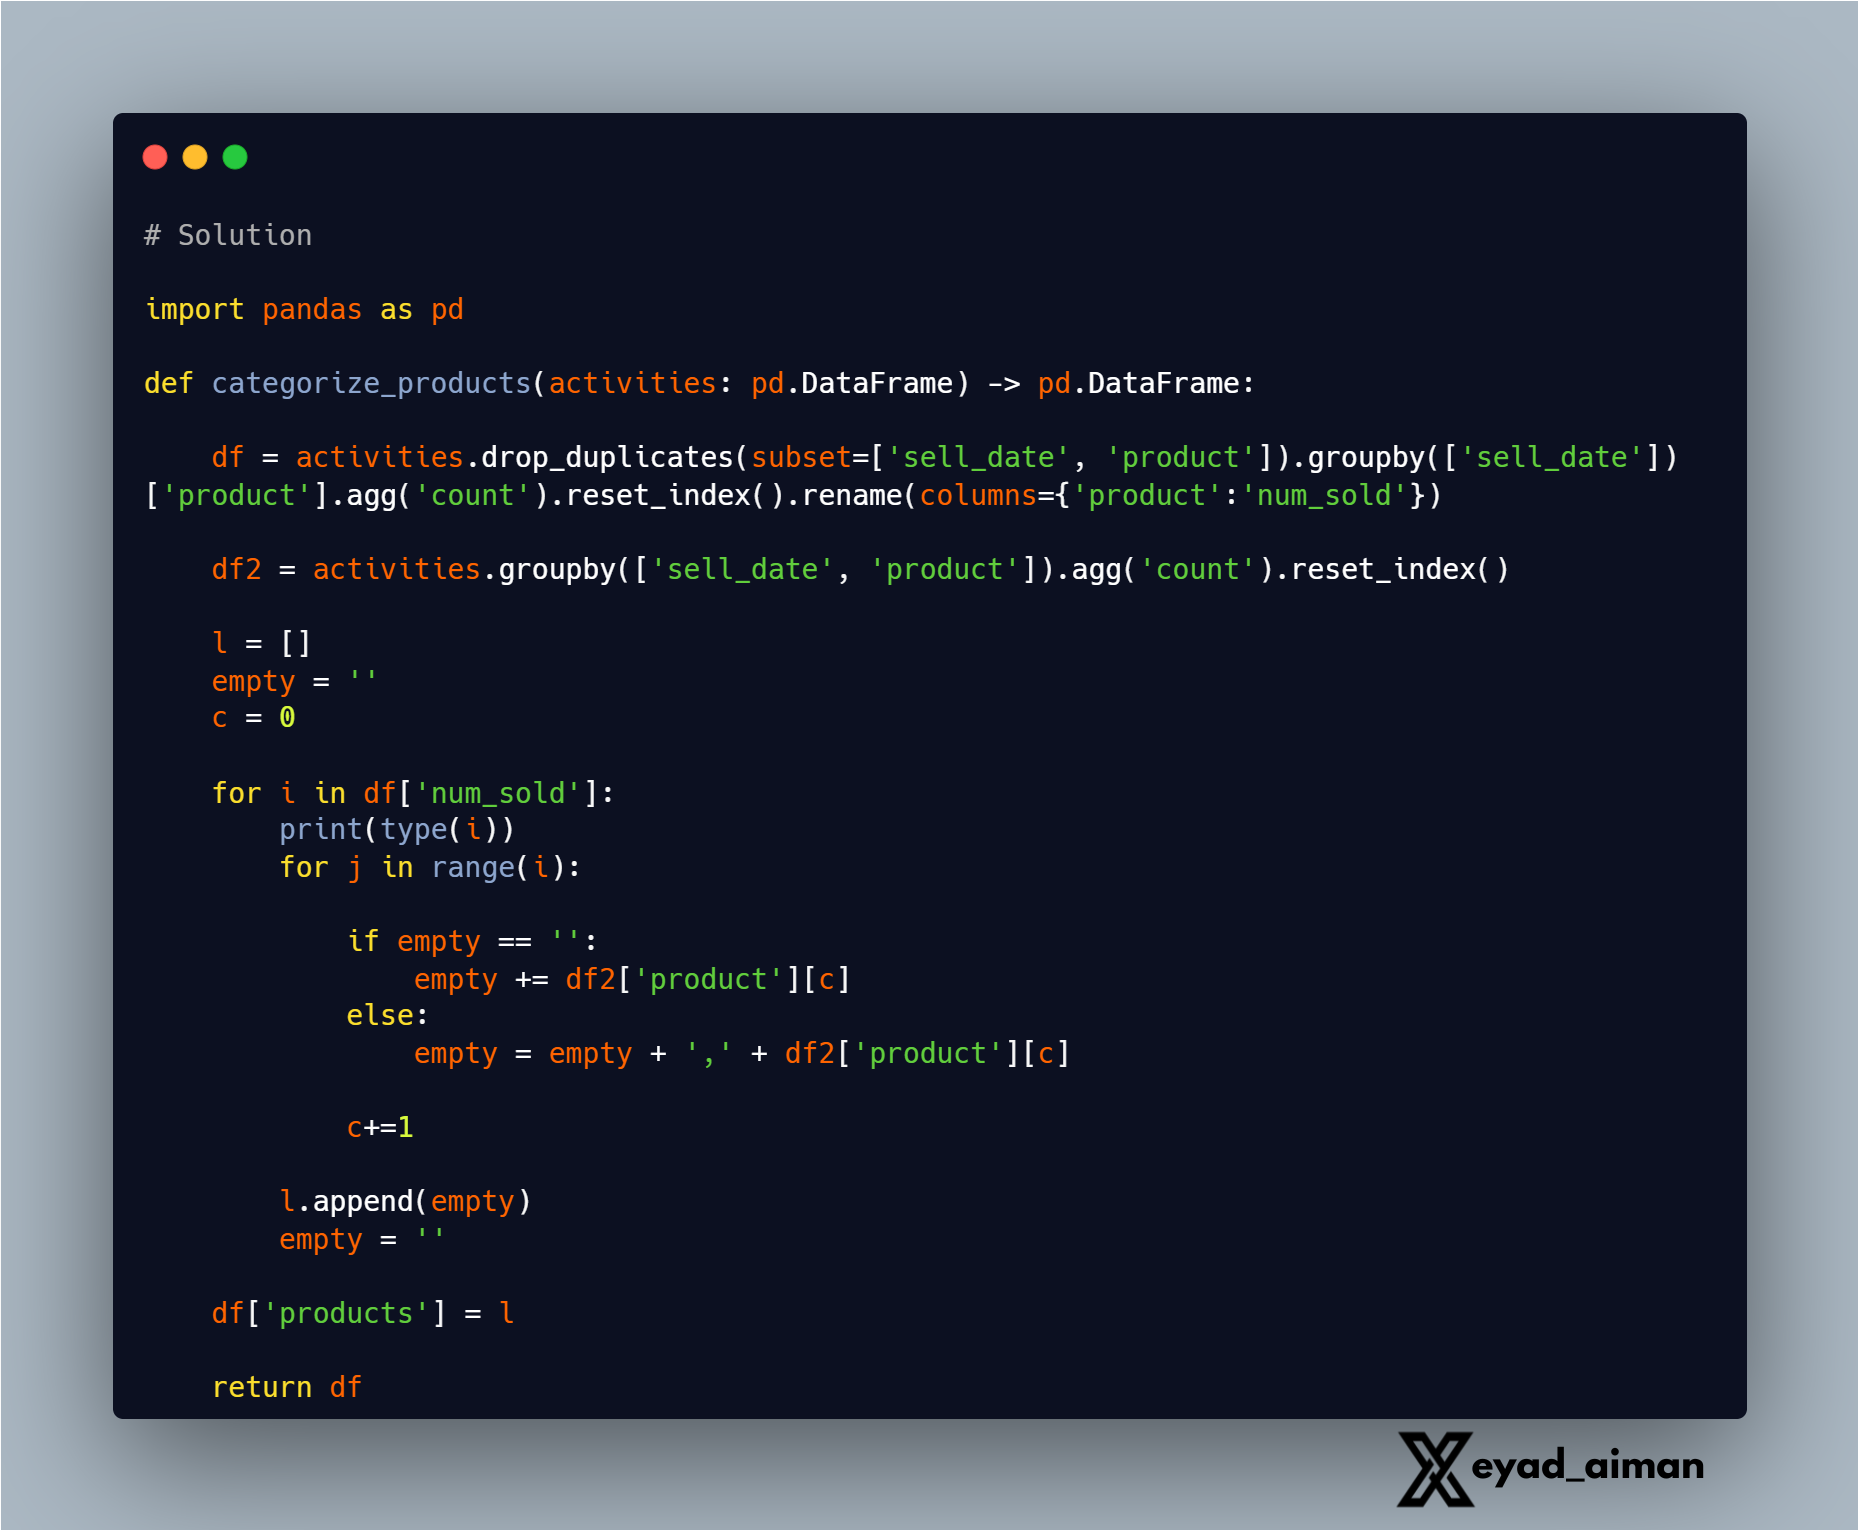 # Solution
import pandas as pd
def categorize_products(activities: pd.DataFrame) -> pd.DataFrame:
    df = activities.drop_duplicates(subset=['sell_date', 'product']).groupby(['sell_date'])
['product'].agg('count').reset_index().rename(columns={'product':'num_sold'})
    df2 = activities.groupby(['sell_date', 'product']).agg('count').reset_index()
    l = []
    empty = ''
    c = 0
    for i in df['num_sold']:
        print(type(i))
        for j in range(i):
            if empty == '':
                empty += df2['product'][c]
            else:
                empty = empty + ',' + df2['product'][c]
            c+=1
        l.append(empty)
        empty = ''
    df['products'] = l
    return df
eyad_aiman